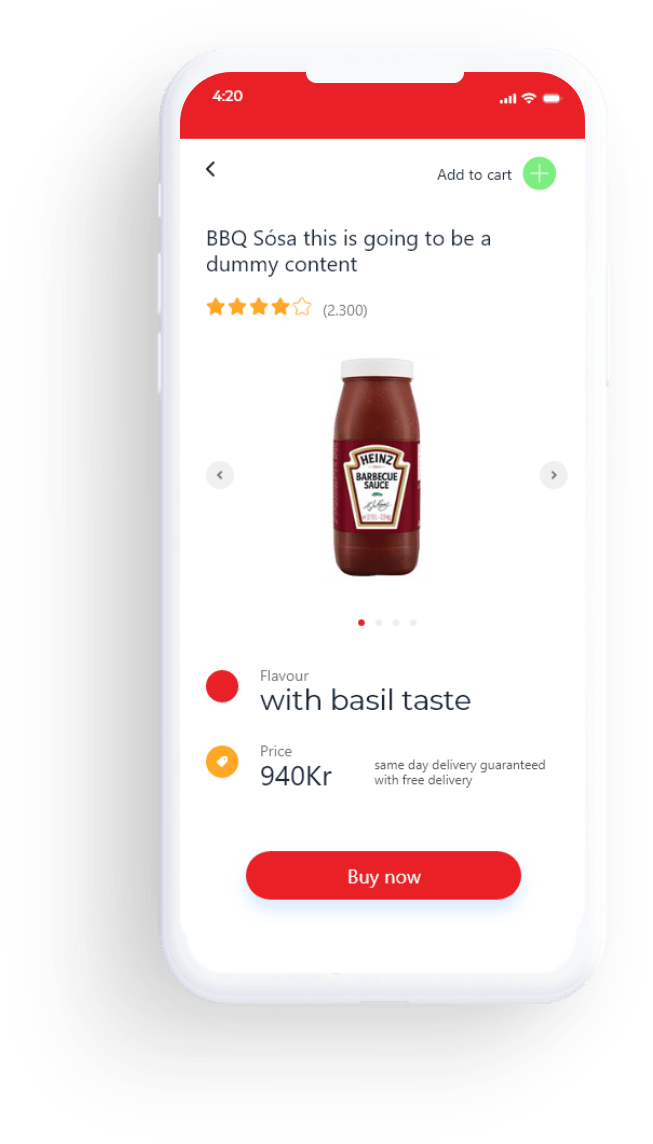 4:20
Add to cart
BBQ Sósa this is going to be a
dummy content
(2.300)
HEINZ
BARBECUE
SAUCE
Flavour
with basil taste
Price
940Kr
same day delivery guaranteed
with free delivery
Buy now